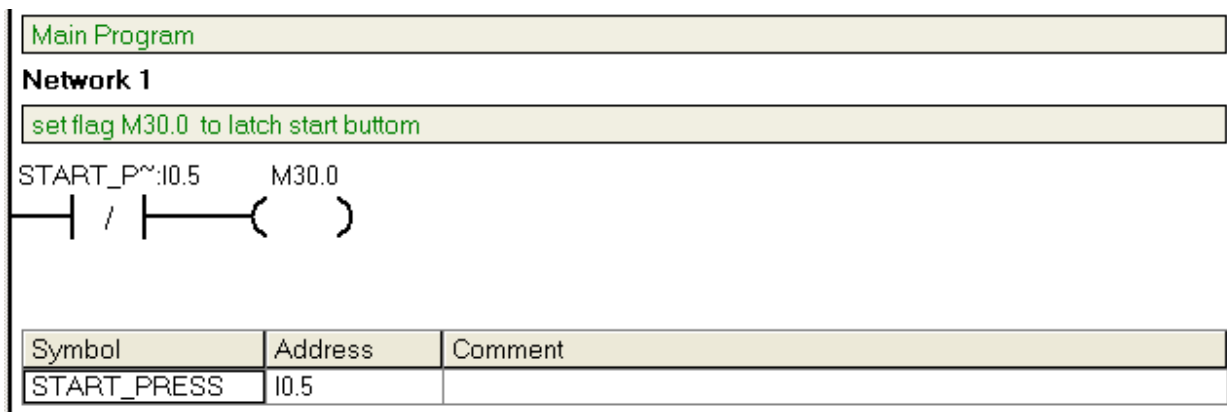 Main Program
Network 1
set flag M30.0 to latch start buttom
START_P~:I0.5 M30.0
/
Symbol Address Comment
START_PRESS I0.5